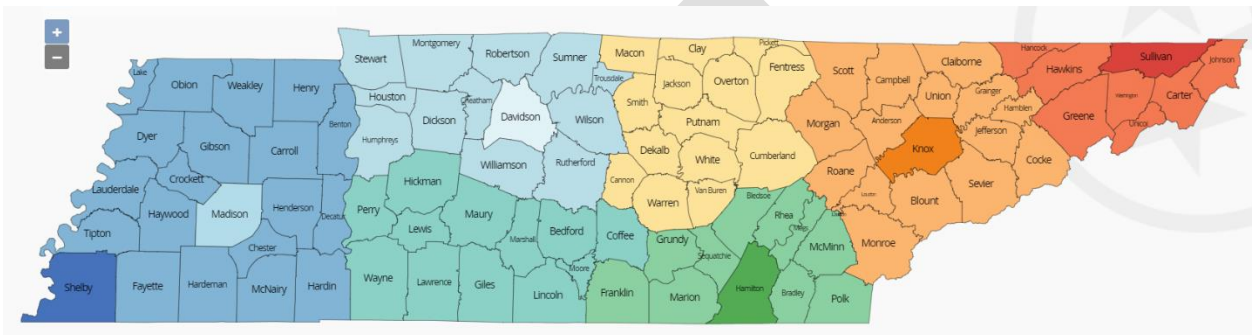 +
−
Lake
Obion
Weakley
Henry
Stewart
Montgomery
Robertson
Sumner
Macon
Clay
Pickett
Fentress
Scott
Campbell
Claiborne
Hancock
Hawkins
Sullivan
Johnson
Trousdale
Houston
Cheatham
Davidson
Wilson
Smith
Jackson
Overton
Putnam
Morgan
Anderson
Union
Grainger
Hamblen
Greene
Washington
Carter
Unicoi
Dyer
Gibson
Carroll
Benton
Humphreys
Dickson
Williamson
Rutherford
Dekalb
White
Cumberland
Roane
Knox
Jefferson
Cocke
Sevier
Lauderdale
Crockett
Haywood
Madison
Henderson
Decatur
Perry
Hickman
Lewis
Maury
Marshall
Bedford
Coffee
Cannon
Warren
Van Buren
Bledsoe
Rhea
Meigs
Loudon
Blount
Monroe
McMinn
Tipton
Chester
Grundy
Sequatchie
Moore
Shelby
Fayette
Hardeman
McNairy
Hardin
Wayne
Lawrence
Giles
Lincoln
Franklin
Marion
Hamilton
Bradley
Polk